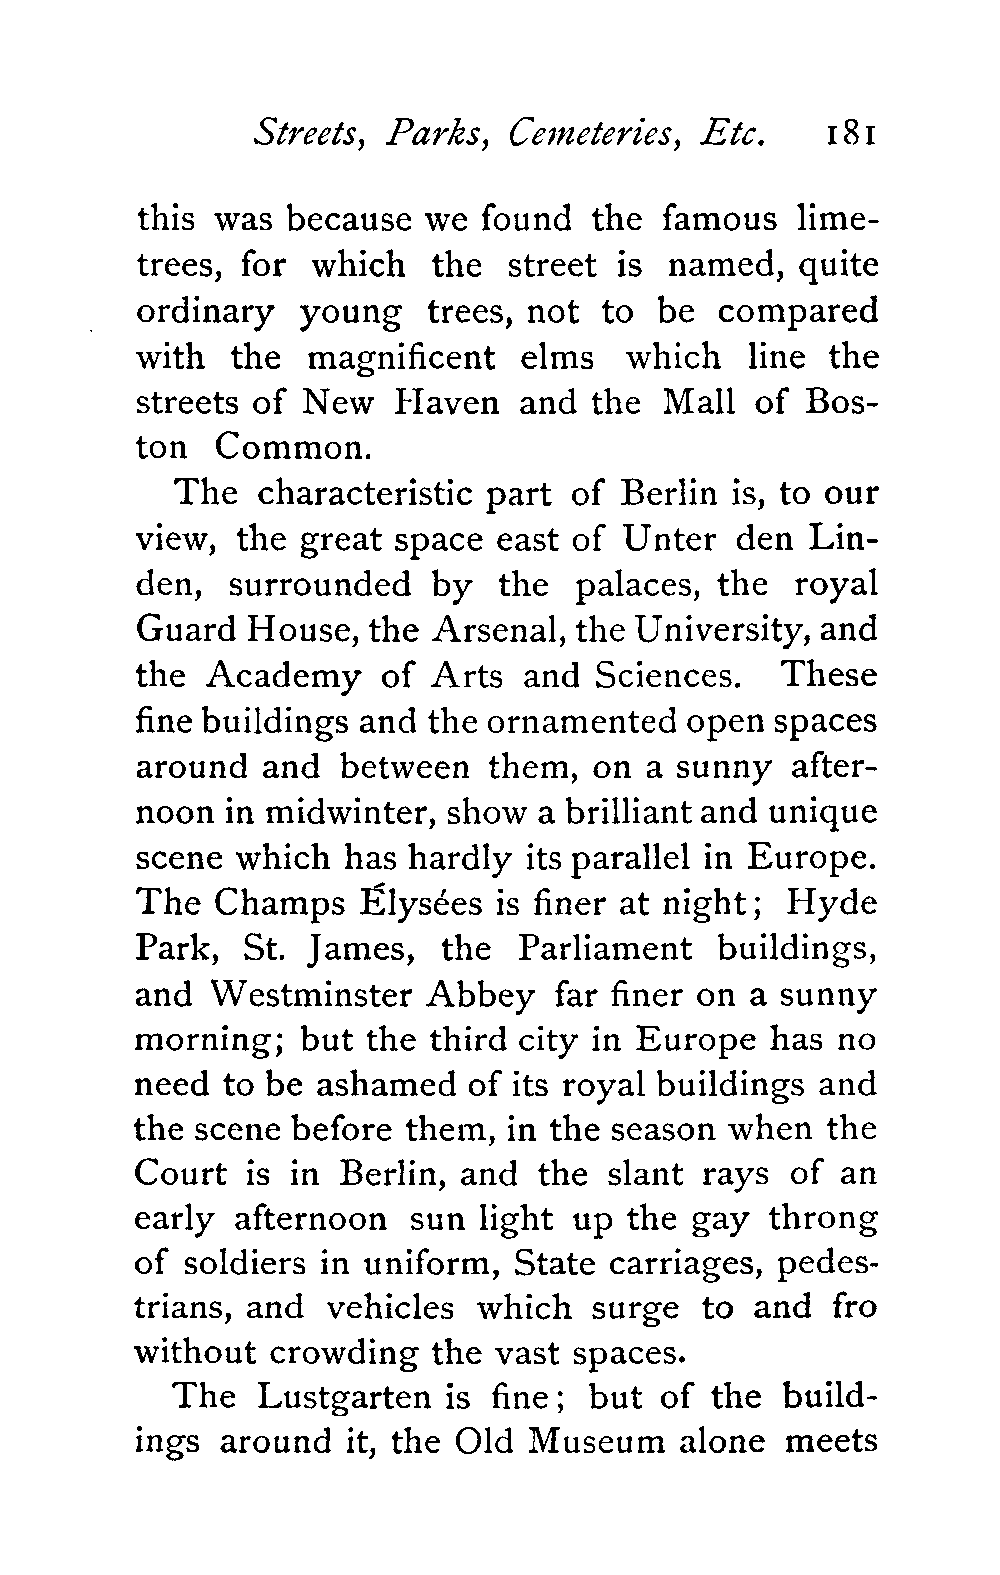 Streets, Parks, Cemeteries, Etc. 181
this was because we found the famous lime-
trees, for which the street is named, quite
ordinary young trees, not to be compared
with the magnificent elms which line the
streets of New Haven and the Mall of Bos-
ton Common.
The characteristic part of Berlin is, to our
view, the great space east of Unter den Lin-
den, surrounded by the palaces, the royal
Guard House, the Arsenal, the University, and
the Academy of Arts and Sciences. These
fine buildings and the ornamented open spaces
around and between them, on a sunny after-
noon in midwinter, show a brilliant and unique
scene which has hardly its parallel in Europe.
The Champs Élysées is finer at night; Hyde
Park, St. James, the Parliament buildings,
and Westminster Abbey far finer on a sunny
morning; but the third city in Europe has no
need to be ashamed of its royal buildings and
the scene before them, in the season when the
Court is in Berlin, and the slant rays of an
early afternoon sun light up the gay throng
of soldiers in uniform, State carriages, pedes-
trians, and vehicles which surge to and fro
without crowding the vast spaces.
The Lustgarten is fine; but of the build-
ings around it, the Old Museum alone meets